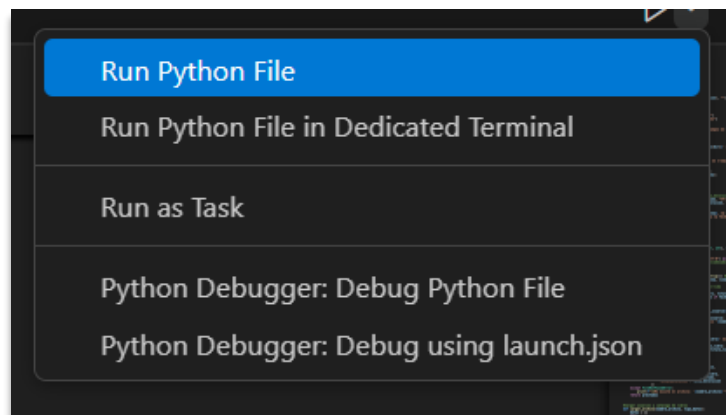 Run Python File
Run Python File in Dedicated Terminal
Run as Task
Python Debugger: Debug Python File
Python Debugger: Debug using launch.json